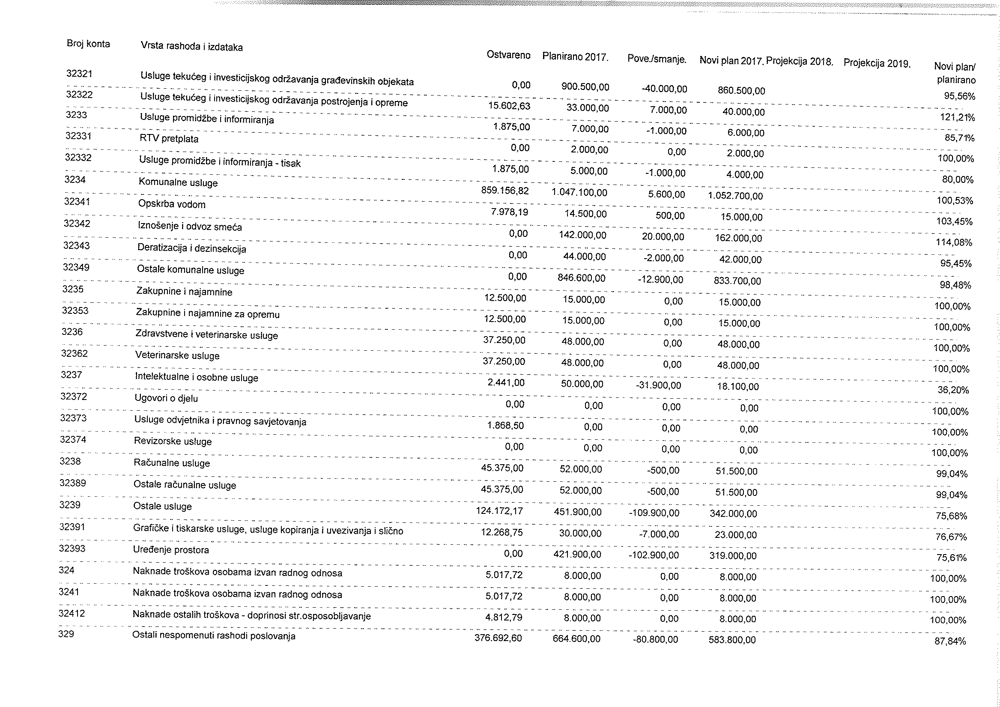 Broj konta Vrsta rashoda i izdataka Ostvareno Planirano 2017. Pove./smanje. Novi plan 2017. Projekcija 2018. Projekcija 2019. Novi plan/
planirano
32321 Usluge tekućeg i investicijskog održavanja građevinskih objekata 0,00 900.500,00 -40.000,00 860.500,00 95,56%
32322 Usluge tekućeg i investicijskog održavanja postrojenja i opreme 15.602,63 33.000,00 7.000,00 40.000,00 121,21%
3233 Usluge promidžbe i informiranja 1.875,00 7.000,00 -1.000,00 6.000,00 85,71%
32331 RTV pretplata 0,00 2.000,00 0,00 2.000,00 100,00%
32332 Usluge promidžbe i informiranja - tisak 1.875,00 5.000,00 -1.000,00 4.000,00 80,00%
3234 Komunalne usluge 859.156,82 1.047.100,00 5.600,00 1.052.700,00 100,53%
32341 Opskrba vodom 7.978,19 14.500,00 500,00 15.000,00 103,45%
32342 Iznošenje i odvoz smeća 0,00 142.000,00 20.000,00 162.000,00 114,08%
32343 Deratizacija i dezinsekcija 0,00 44.000,00 -2.000,00 42.000,00 95,45%
32349 Ostale komunalne usluge 0,00 846.600,00 -12.900,00 833.700,00 98,48%
3235 Zakupnine i najamnine 12.500,00 15.000,00 0,00 15.000,00 100,00%
32353 Zakupnine i najamnine za opremu 12.500,00 15.000,00 0,00 15.000,00 100,00%
3236 Zdravstvene i veterinarske usluge 37.250,00 48.000,00 0,00 48.000,00 100,00%
32362 Veterinarske usluge 37.250,00 48.000,00 0,00 48.000,00 100,00%
3237 Intelektualne i osobne usluge 2.441,00 50.000,00 -31.900,00 18.100,00 36,20%
32372 Ugovori o djelu 0,00 0,00 0,00 0,00 100,00%
32373 Usluge odvjetnika i pravnog savjetovanja 1.868,50 0,00 0,00 0,00 100,00%
32374 Revizorske usluge 0,00 0,00 0,00 0,00 100,00%
3238 Računalne usluge 45.375,00 52.000,00 -500,00 51.500,00 99,04%
32389 Ostale računalne usluge 45.375,00 52.000,00 -500,00 51.500,00 99,04%
3239 Ostale usluge 124.172,17 451.900,00 -109.900,00 342.000,00 75,68%
32391 Grafičke i tiskarske usluge, usluge kopiranja i uvezivanja i slično 12.268,75 30.000,00 -7.000,00 23.000,00 76,67%
32393 Uređenje prostora 0,00 421.900,00 -102.900,00 319.000,00 75,61%
324 Naknade troškova osobama izvan radnog odnosa 5.017,72 8.000,00 0,00 8.000,00 100,00%
3241 Naknade troškova osobama izvan radnog odnosa 5.017,72 8.000,00 0,00 8.000,00 100,00%
32412 Naknade ostalih troškova - doprinosi str.osposobljavanje 4.812,79 8.000,00 0,00 8.000,00 100,00%
329 Ostali nespomenuti rashodi poslovanja 376.692,60 664.600,00 -80.800,00 583.800,00 87,84%